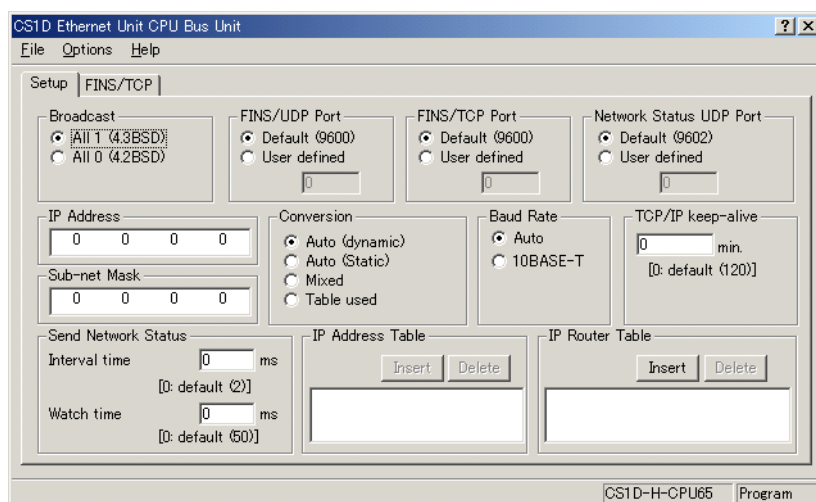 CS1D Ethernet Unit CPU Bus Unit
File Options Help
Setup FINS/TCP
Broadcast
All 1 (4.3BSD)
All 0 (4.2BSD)
FINS/UDP Port
Default (9600)
User defined
0
FINS/TCP Port
Default (9600)
User defined
0
Network Status UDP Port
Default (9602)
User defined
0
IP Address
0 0 0 0
Sub-net Mask
0 0 0 0
Conversion
Auto (dynamic)
Auto (Static)
Mixed
Table used
Baud Rate
Auto
10BASE-T
TCP/IP keep-alive
0 min.
[0: default (120)]
Send Network Status
Interval time 0 ms
[0: default (2)]
Watch time 0 ms
[0: default (50)]
IP Address Table
Insert Delete
IP Router Table
Insert Delete
CS1D-H-CPU65 Program